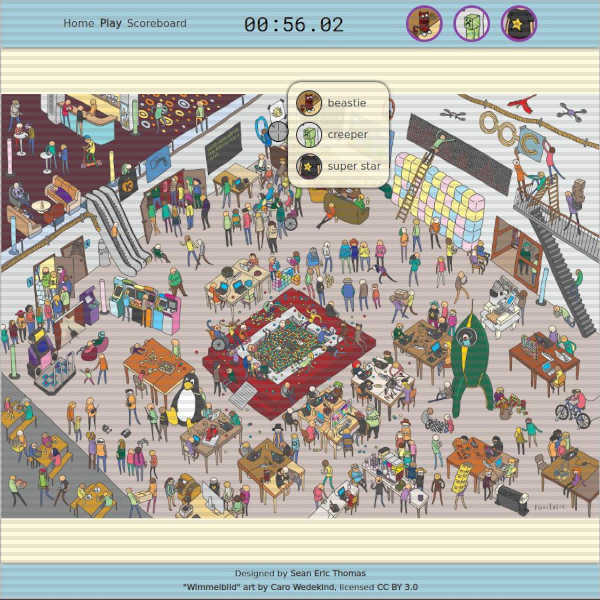 Home Play Scoreboard
00:56.02
beastie
creeper
super star
Designed by Sean Eric Thomas
"Wimmelbild" art by Caro Wedekind, licensed CC BY 3.0